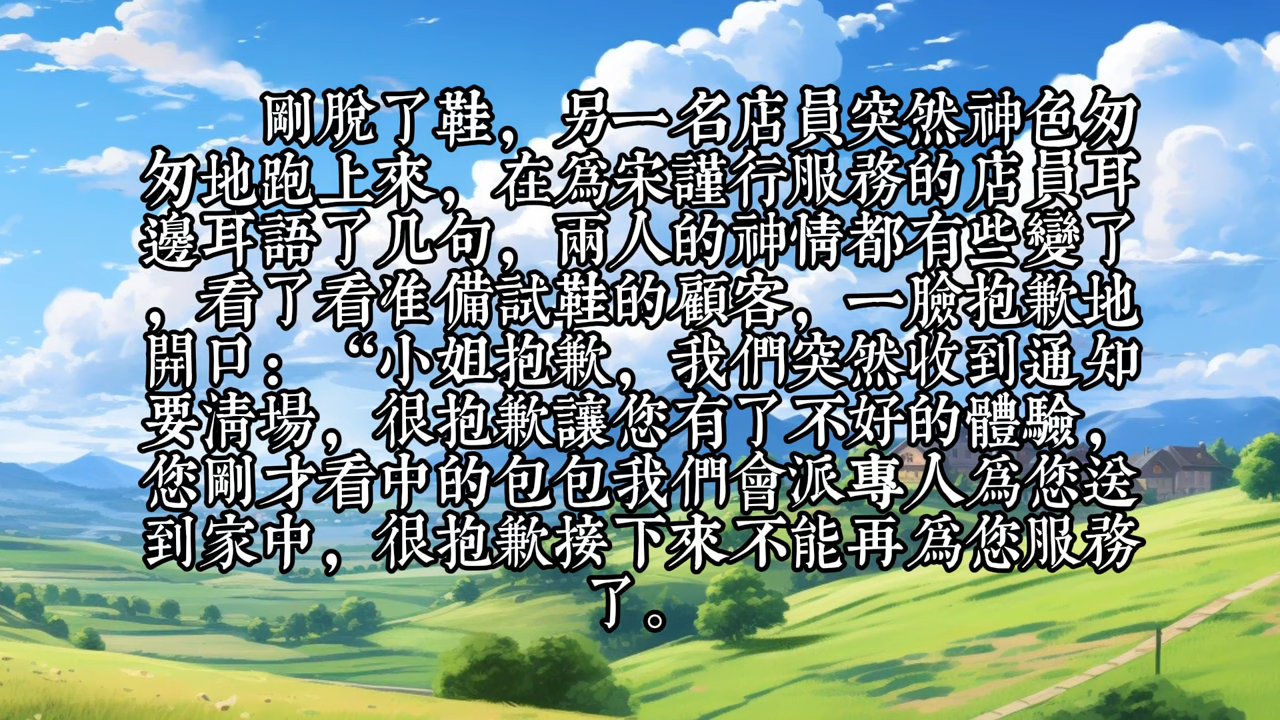 剛脫了鞋，另一名店員突然神色匆
匆地跑上來，在爲宋謹行服務的店員耳
邊耳語了几句，兩人的神情都有些變了
，看了看准備試鞋的顧客，一臉抱歉地
開口：“小姐抱歉，我們突然收到通知
要淸場，很抱歉讓您有了不好的體驗，
您剛才看中的包包我們會派專人爲您送
到家中，很抱歉接下來不能再爲您服務
了。